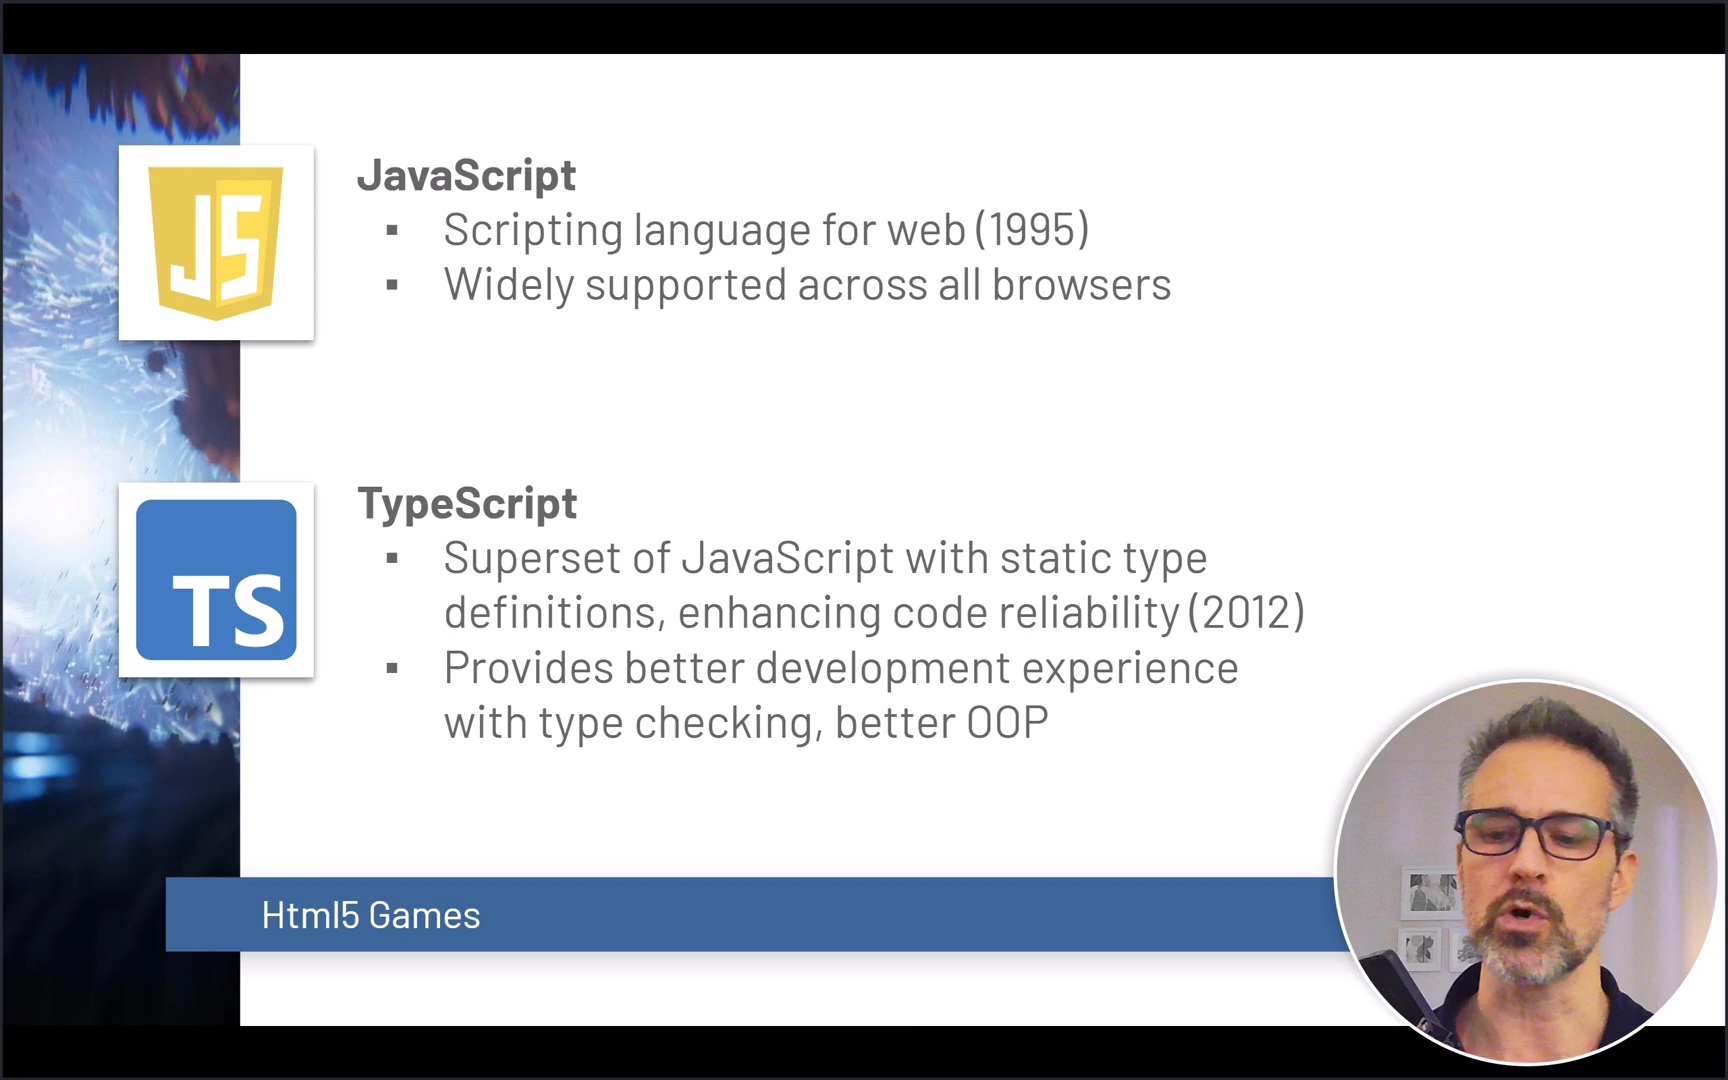 JS
JavaScript
▪ Scripting language for web (1995)
▪ Widely supported across all browsers
TS
TypeScript
▪ Superset of JavaScript with static type
definitions, enhancing code reliability (2012)
▪ Provides better development experience
with type checking, better OOP
Html5 Games